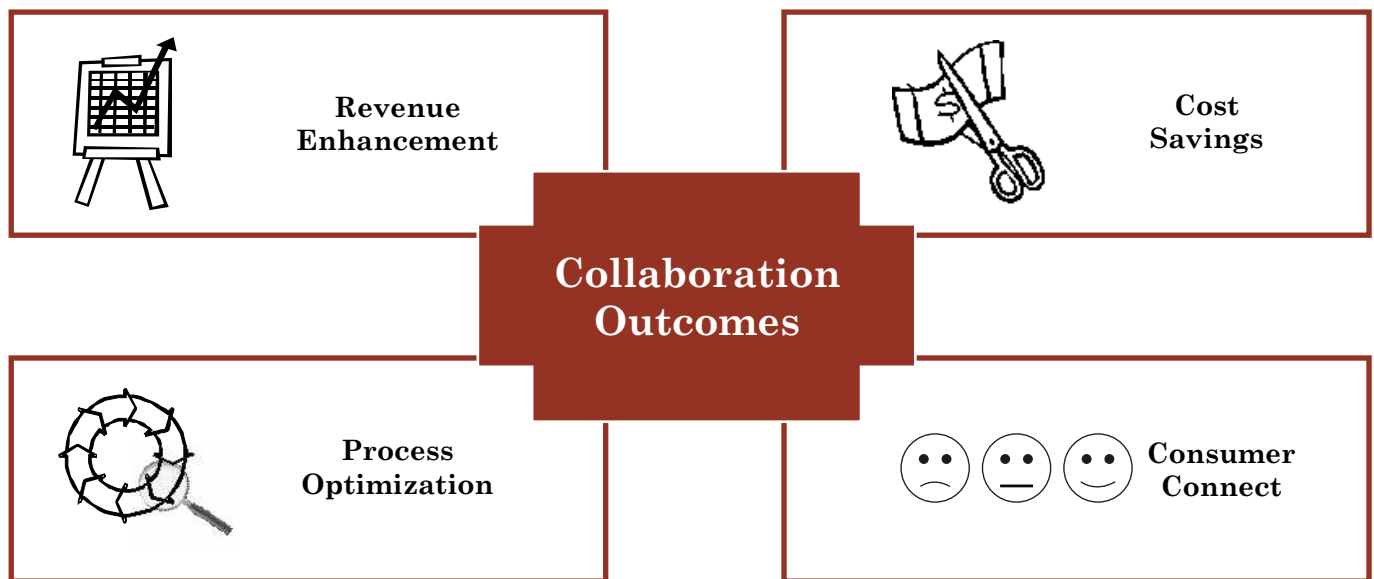 Revenue
Enhancement
Cost
Savings
Collaboration
Outcomes
Process
Optimization
Consumer
Connect
$